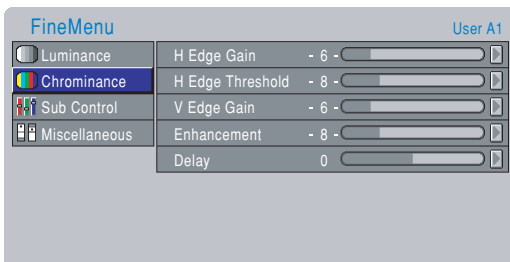 FineMenu User A1
Luminance
Chrominance
Sub Control
Miscellaneous
H Edge Gain - 6 -
H Edge Threshold - 8 -
V Edge Gain - 6 -
Enhancement - 8 -
Delay 0